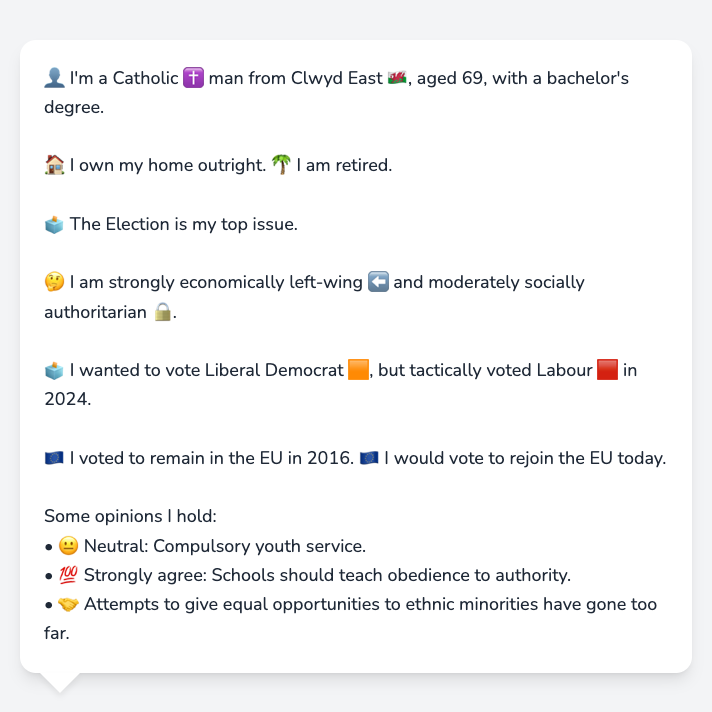 👤 I'm a Catholic ✝️ man from Clwyd East 🏴󠁧󠁢󠁷󠁬󠁳󠁿, aged 69, with a bachelor's
degree.
🏠 I own my home outright. 🌴 I am retired.
🗳️ The Election is my top issue.
🤔 I am strongly economically left-wing ⬅️ and moderately socially
authoritarian 🔒.
🗳️ I wanted to vote Liberal Democrat 🟧, but tactically voted Labour 🟥 in
2024.
🇪🇺 I voted to remain in the EU in 2016. 🇪🇺 I would vote to rejoin the EU today.
Some opinions I hold:
• 😐 Neutral: Compulsory youth service.
• 💯 Strongly agree: Schools should teach obedience to authority.
• 🤝 Attempts to give equal opportunities to ethnic minorities have gone too
far.